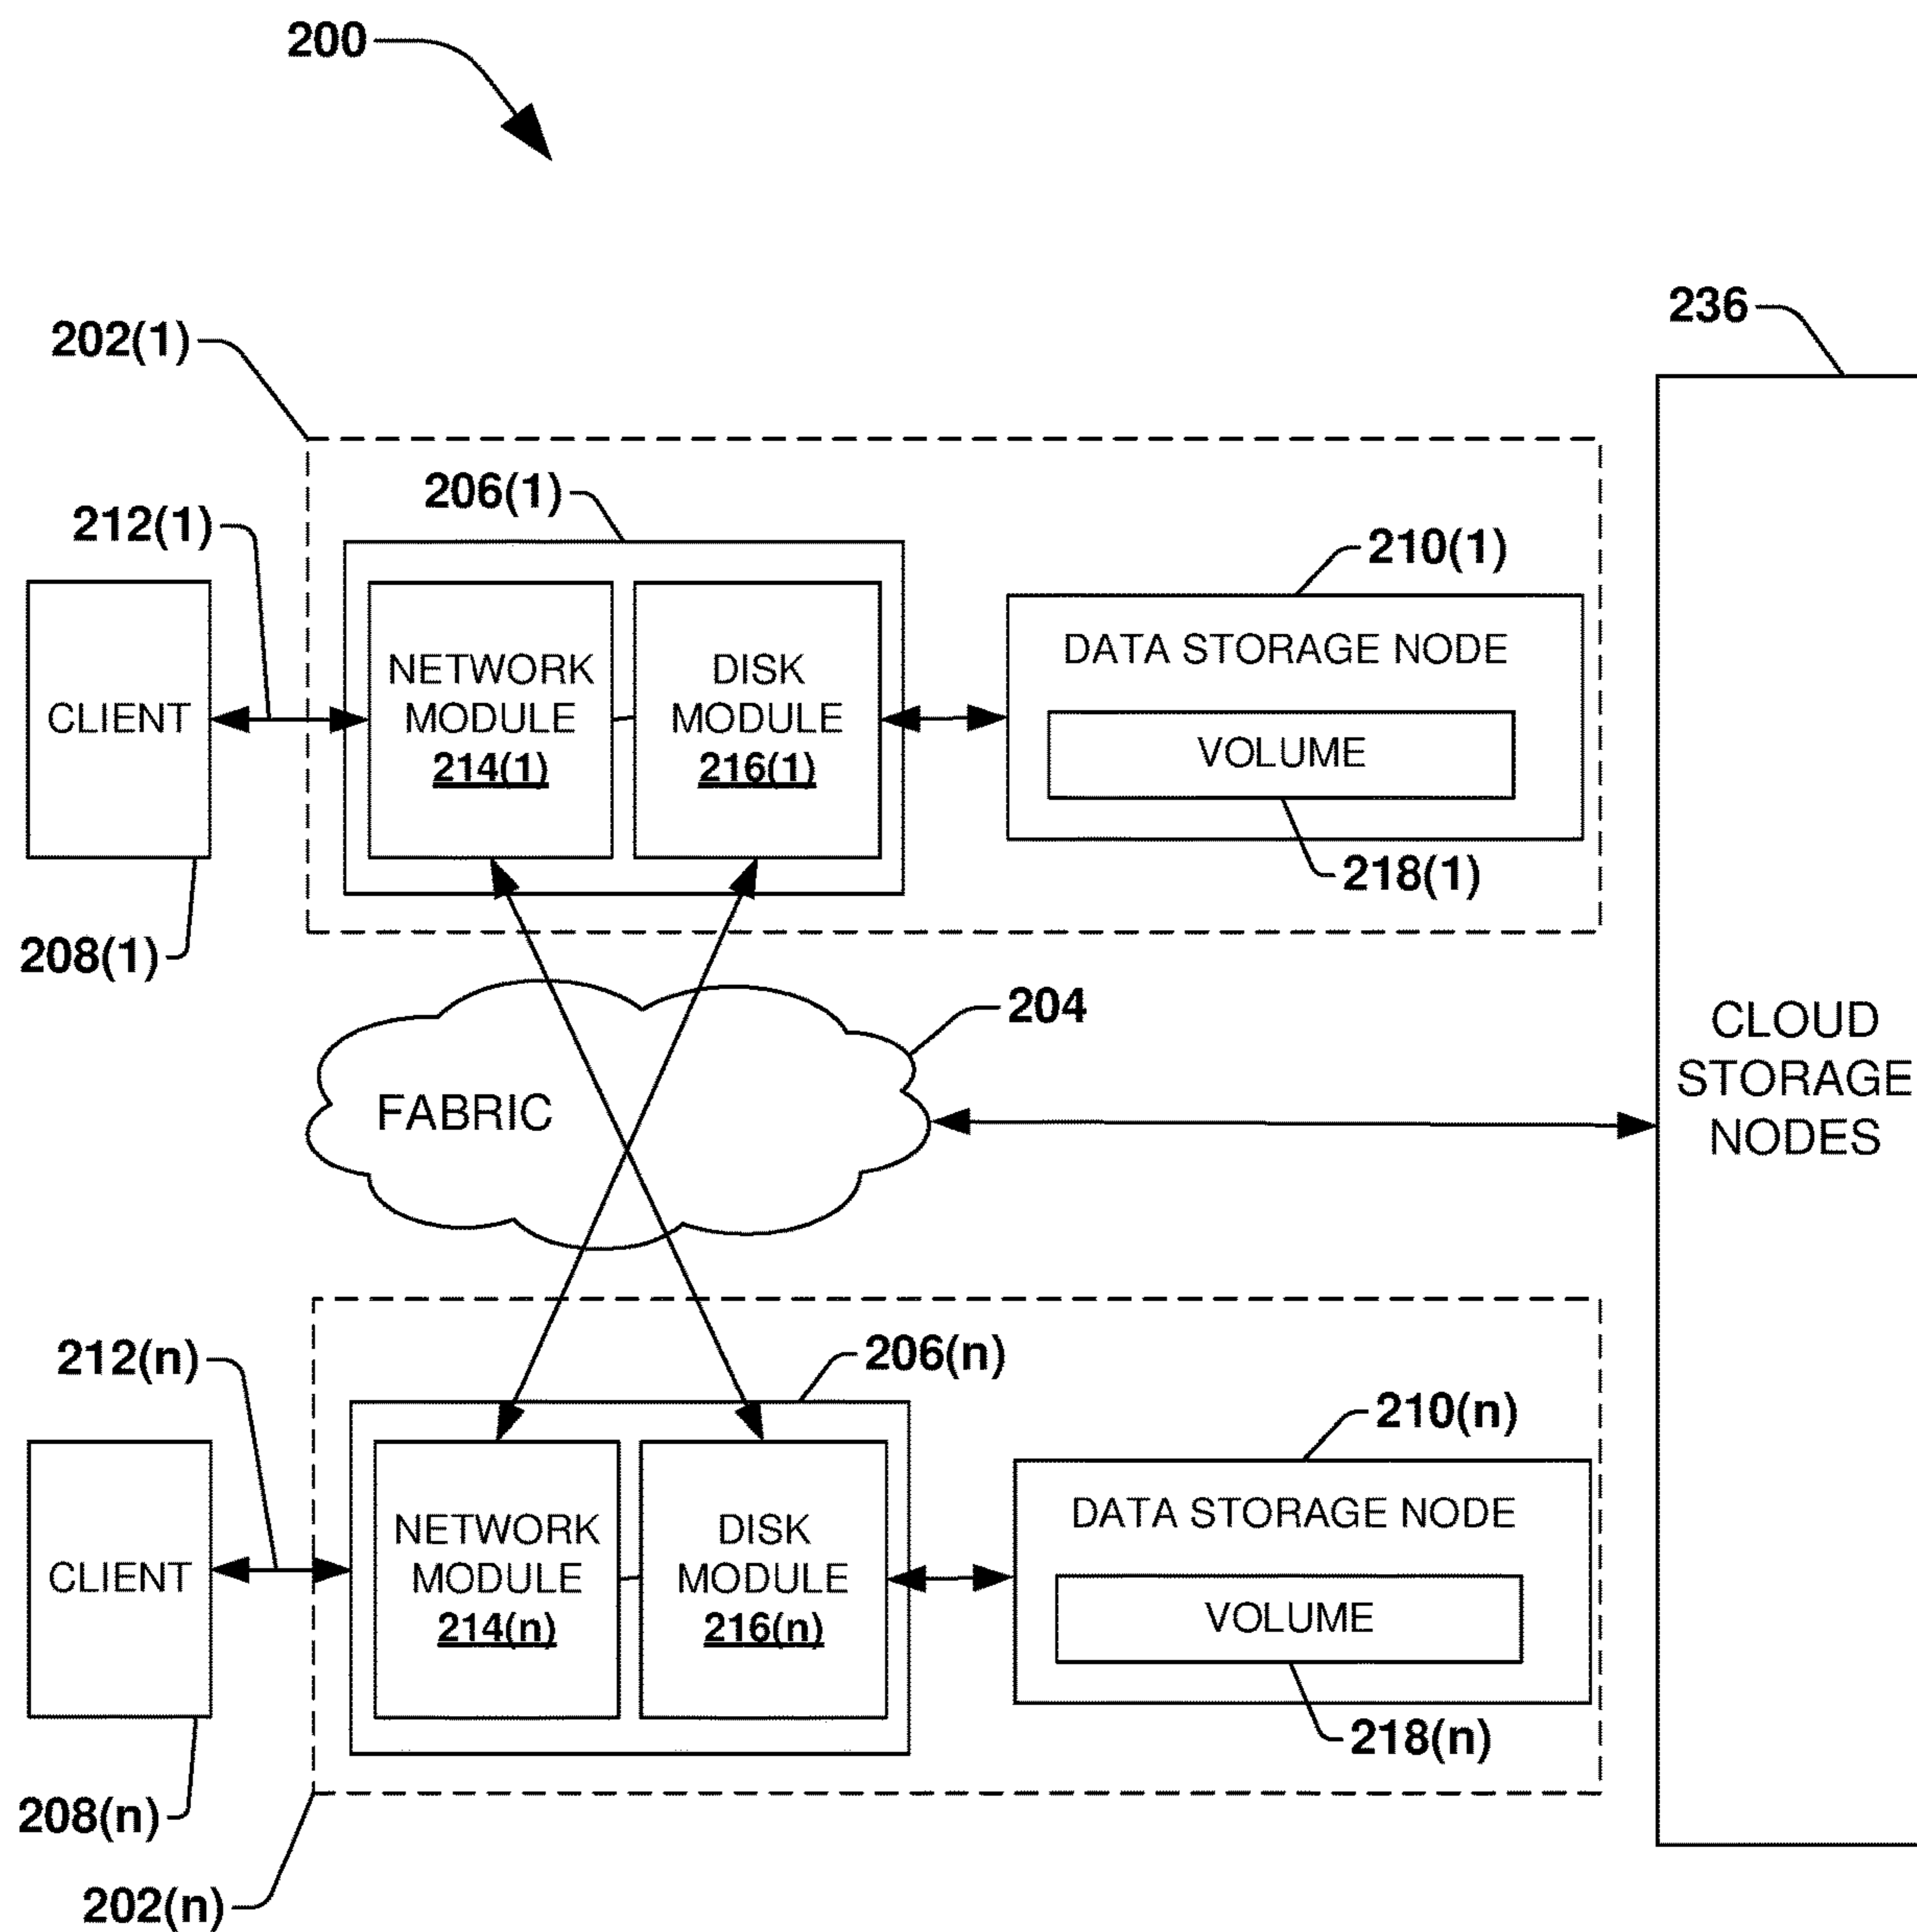 200
236
202(1)
206(1)
212(1)
210(1)
DATA STORAGE NODE
NETWORK
MODULE
214(1)
DISK
MODULE
216(1)
CLIENT
VOLUME
218(1)
208(1)
204
FABRIC
CLOUD
STORAGE
NODES
212(n)
206(n)
210(n)
DATA STORAGE NODE
NETWORK
MODULE
214(n)
DISK
MODULE
216(n)
CLIENT
VOLUME
218(n)
208(n)
202(n)